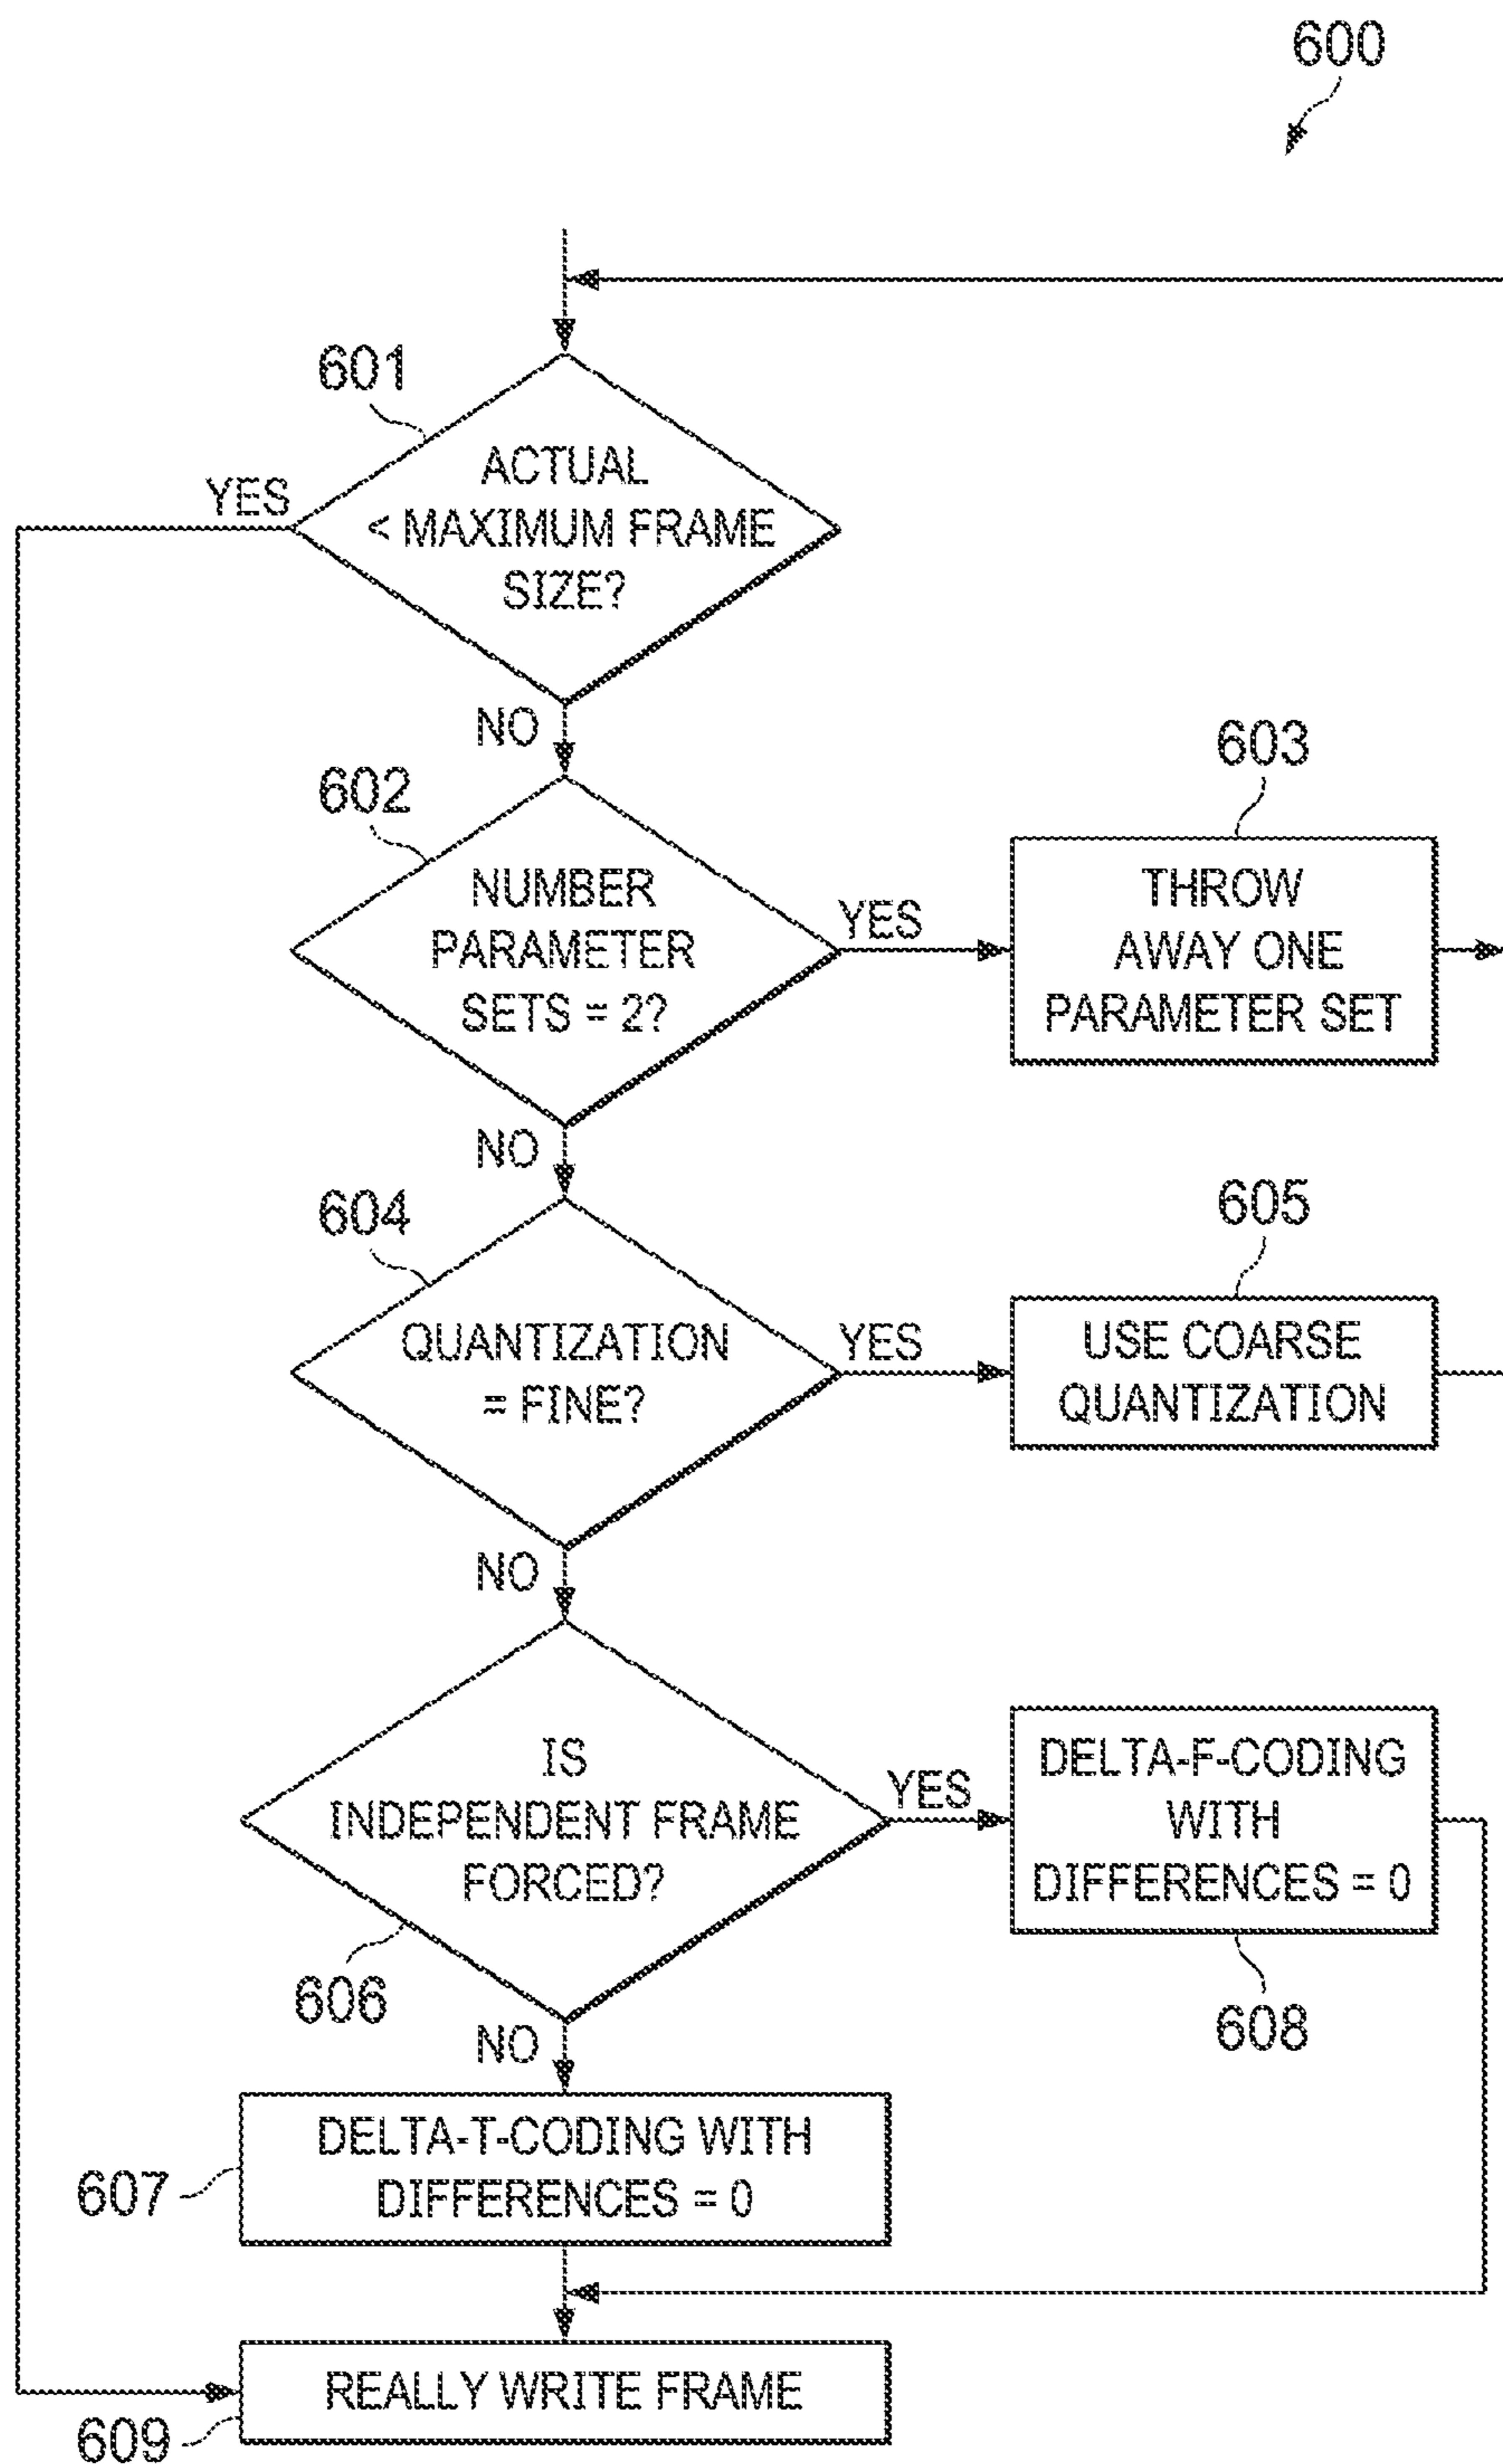 600
601
ACTUAL
< MAXIMUM FRAME
SIZE?
YES
NO
602
NUMBER
PARAMETER
SETS = 2?
YES
603
THROW
AWAY ONE
PARAMETER SET
NO
604
QUANTIZATION
= FINE?
YES
605
USE COARSE
QUANTIZATION
NO
IS
INDEPENDENT FRAME
FORCED?
606
YES
DELTA-F-CODING
WITH
DIFFERENCES = 0
608
NO
DELTA-T-CODING WITH
DIFFERENCES = 0
607
REALLY WRITE FRAME
609